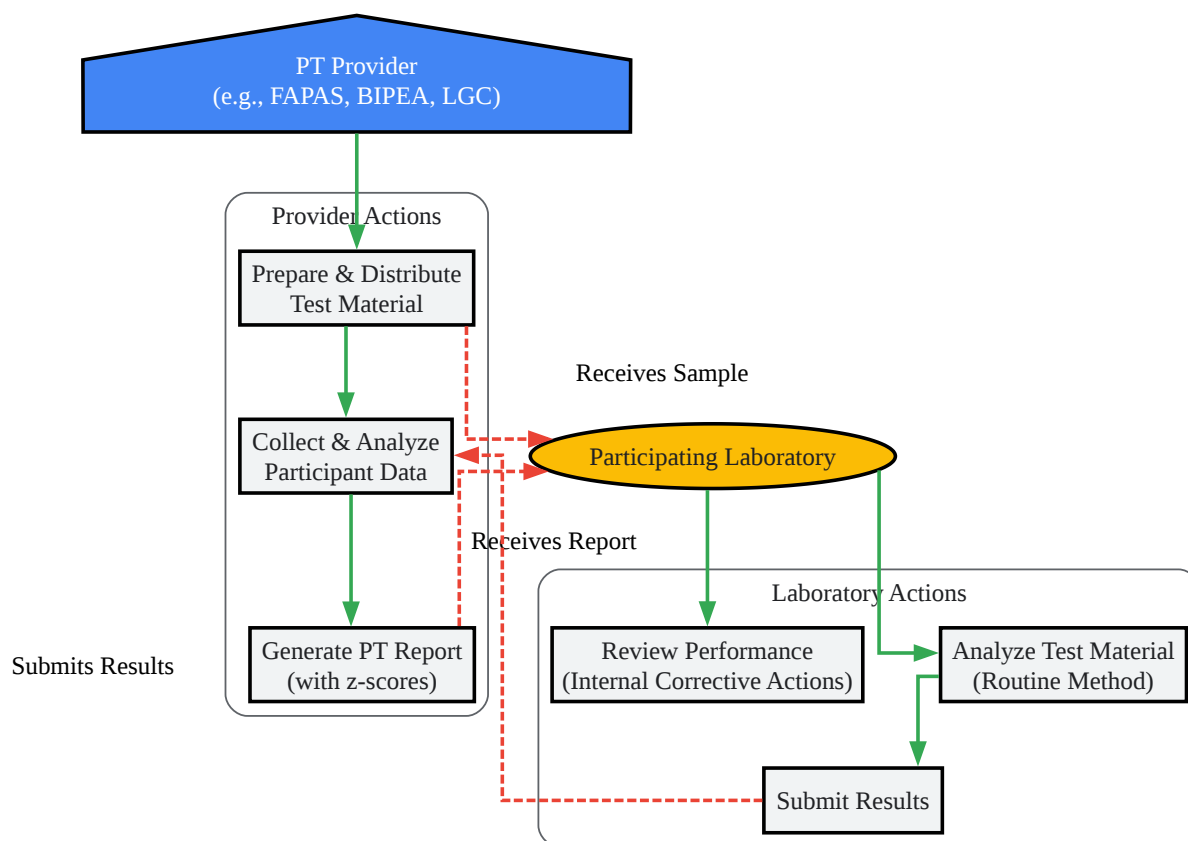 PT Provider
(e.g., FAPAS, BIPEA, LGC)
Provider Actions
Prepare & Distribute
Test Material
Receives Sample
Collect & Analyze
Participant Data
Participating Laboratory
Receives Report
Laboratory Actions
Submits Results
Generate PT Report
(with z-scores)
Review Performance
(Internal Corrective Actions)
Analyze Test Material
(Routine Method)
Submit Results